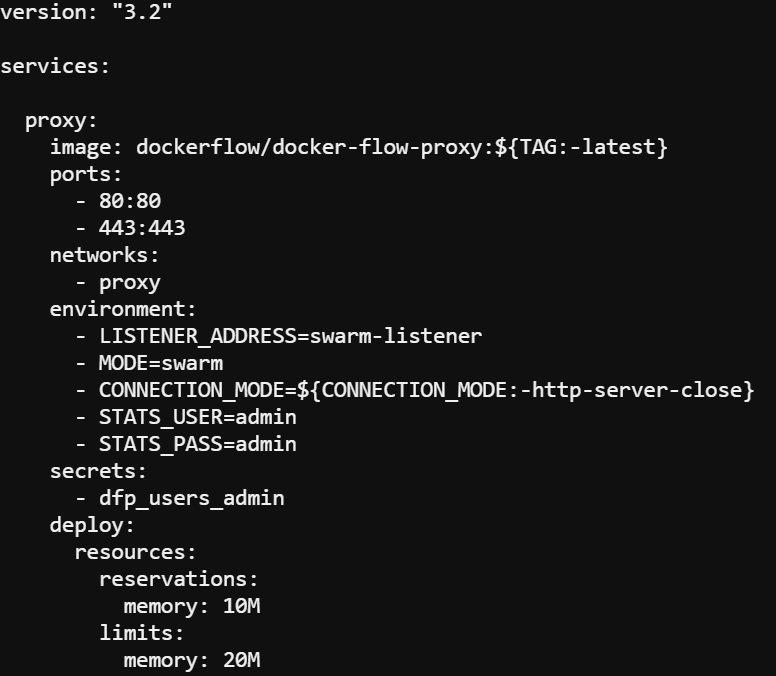 version: "3.2"

services:

  proxy:
    image: dockerflow/docker-flow-proxy:${TAG:-latest}
    ports:
      - 80:80
      - 443:443
    networks:
      - proxy
    environment:
      - LISTENER_ADDRESS=swarm-listener
      - MODE=swarm
      - CONNECTION_MODE=${CONNECTION_MODE:-http-server-close}
      - STATS_USER=admin
      - STATS_PASS=admin
    secrets:
      - dfp_users_admin
    deploy:
      resources:
        reservations:
          memory: 10M
        limits:
          memory: 20M